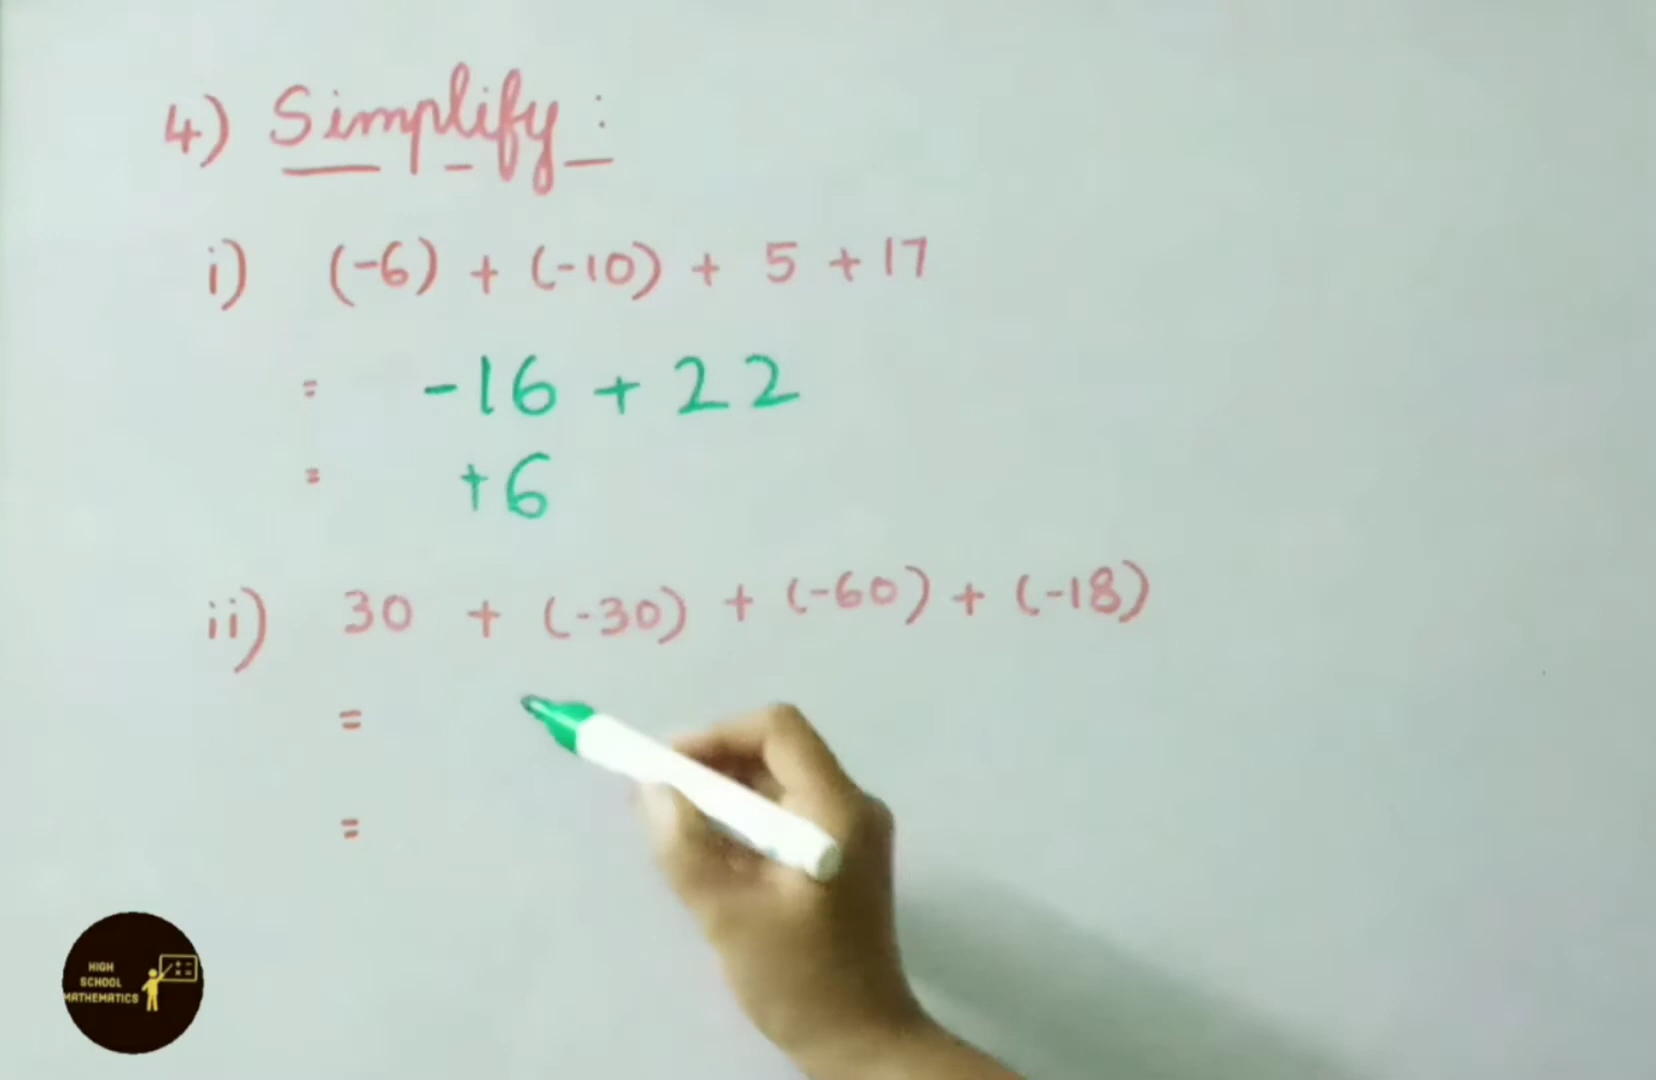 4) Simplify :
i) (-6) + (-10) + 5 + 17
= -16 + 22
= +6
ii) 30 + (-30) + (-60) + (-18)
=
=
HIGH
SCHOOL
MATHEMATICS